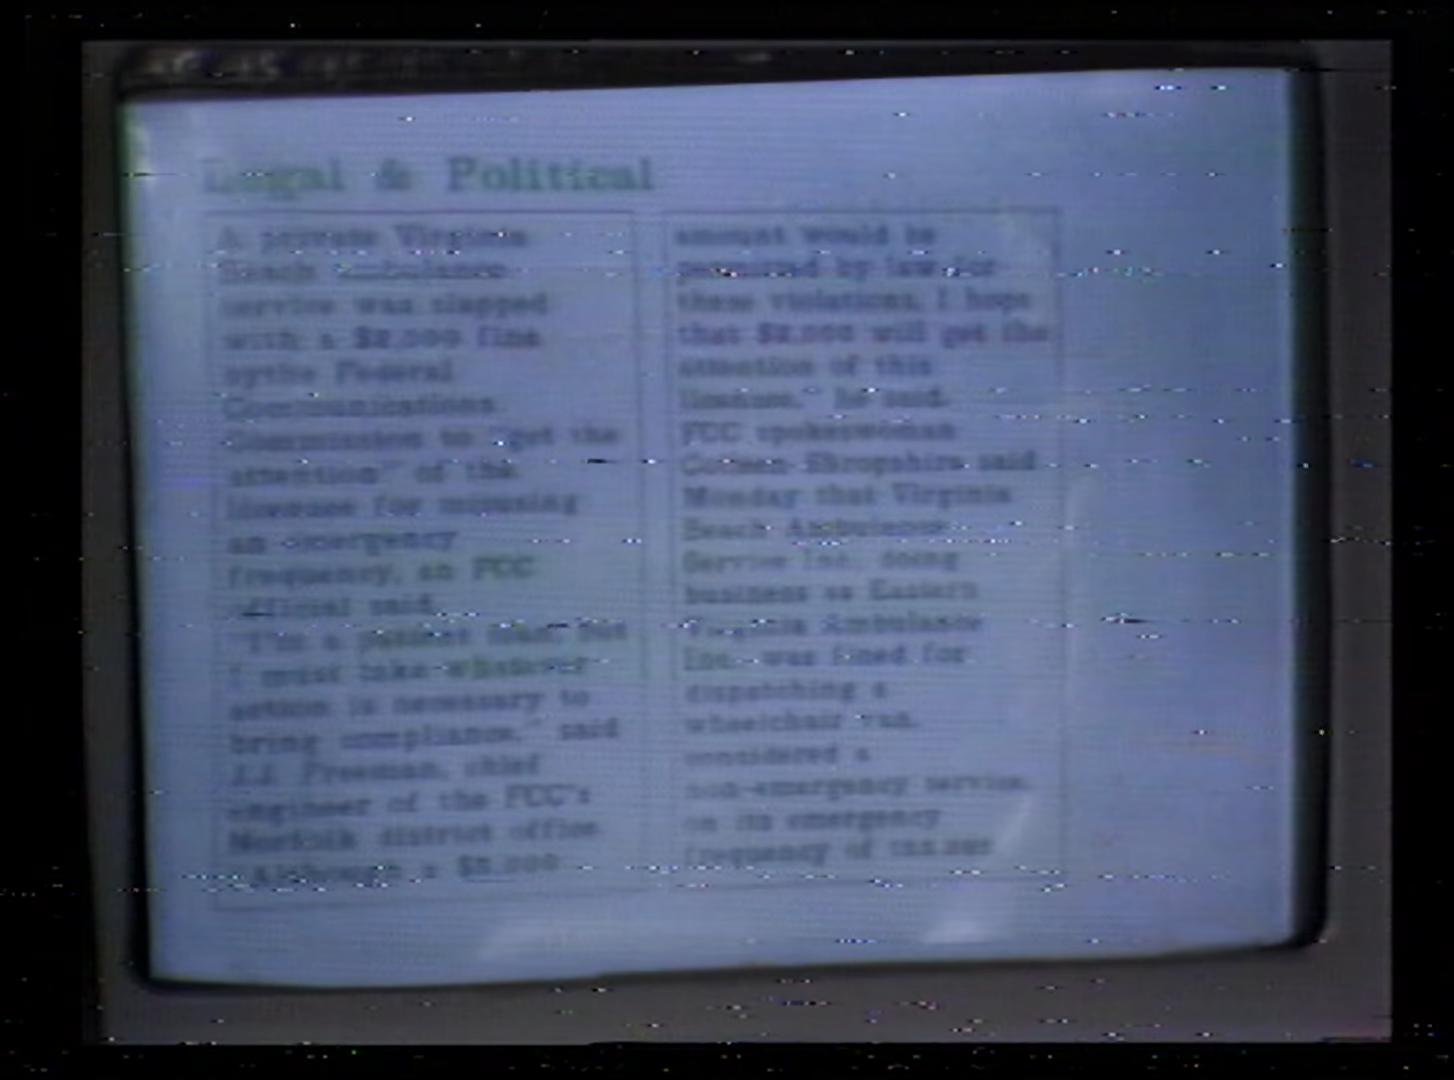 Legal & Political
A private Virginia
Beach Ambulance
service was slapped
with a $2,000 fine
bythe Federal
Communications
Commission to "get the
attention" of the
licensee for misusing
an emergency
frequency, an FCC
official said.
"I'm a patient man, but
I must take whatever
action is necessary to
bring compliance," said
J.J. Freeman, chief
engineer of the FCC's
Norfolk district office.
"Although a $8,000
amount would be
permitted by law for
these violations, I hope
that $2,000 will get the
attention of this
licensee," he said.
FCC spokeswoman
Shropshire said
Monday that Virginia
Beach Ambulance
Service Inc., doing
business as Eastern
Virginia Ambulance
Inc., was fined for
dispatching a
wheelchair van,
considered a
non-emergency service,
on its emergency
frequency of